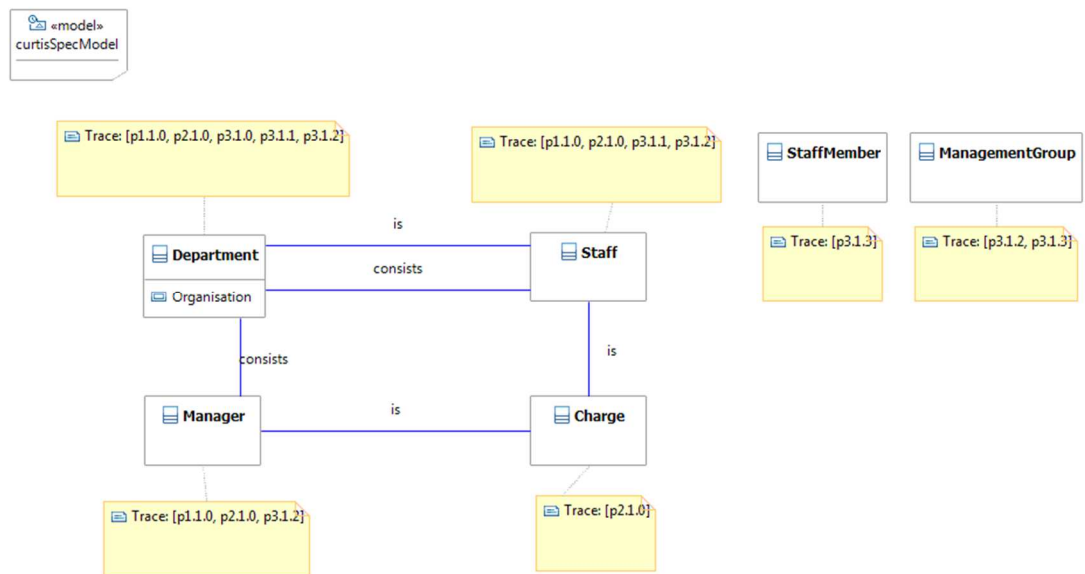 «model»
curtisSpecModel
Trace: [p1.1.0, p2.1.0, p3.1.0, p3.1.1, p3.1.2]
Trace: [p1.1.0, p2.1.0, p3.1.1, p3.1.2]
StaffMember
ManagementGroup
is
Trace: [p3.1.3]
Trace: [p3.1.2, p3.1.3]
Department
Staff
consists
Organisation
consists
is
Manager
is
Charge
Trace: [p1.1.0, p2.1.0, p3.1.2]
Trace: [p2.1.0]